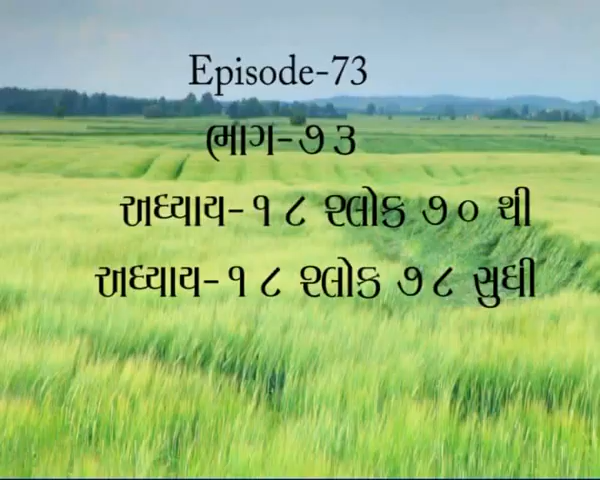 Episode-73
ભાગ-૭૩
અધ્યાય-૧૮ શ્લોક ૭૦ થી
અધ્યાય-૧૮ શ્લોક ૭૮ સુધી